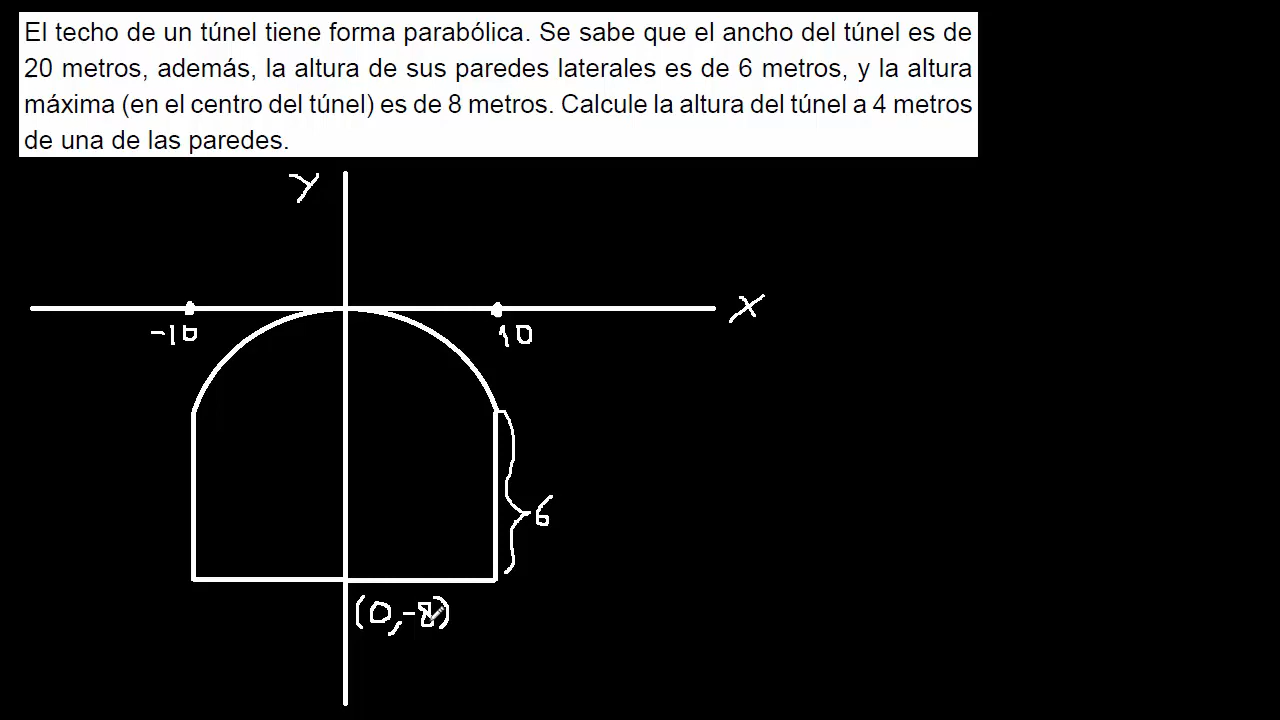 El techo de un túnel tiene forma parabólica. Se sabe que el ancho del túnel es de
20 metros, además, la altura de sus paredes laterales es de 6 metros, y la altura
máxima (en el centro del túnel) es de 8 metros. Calcule la altura del túnel a 4 metros
de una de las paredes.
y
x
-10
10
6
(0,-8)